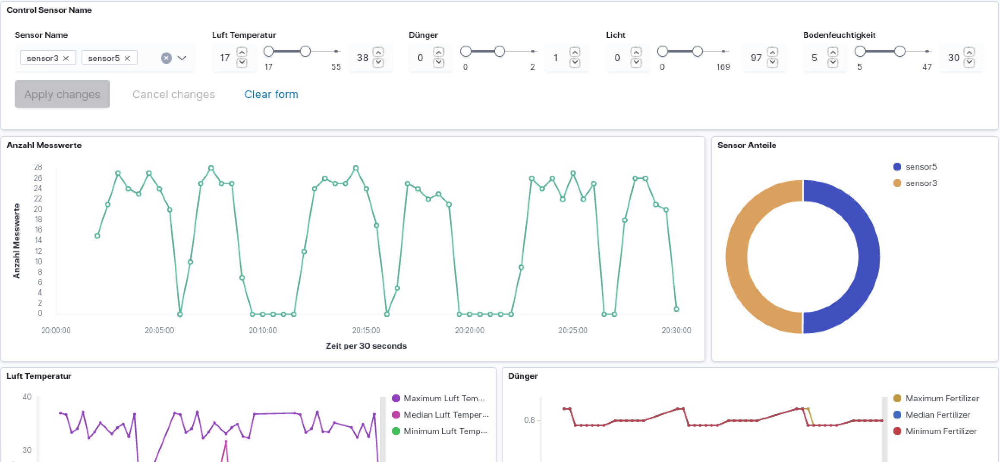 Control Sensor Name
Sensor Name Luft Temperatur Dünger Licht Bodenfeuchtigkeit
sensor3 × sensor5 × 17 38 0 1 0 97 5 30
17 55 0 2 0 169 5 47
Apply changes Cancel changes Clear form
Anzahl Messwerte
Anzahl Messwerte
28
26
24
22
20
18
16
14
12
10
8
6
4
2
0
20:00:00 20:05:00 20:10:00 20:15:00 20:20:00 20:25:00 20:30:00
Zeit per 30 seconds
Sensor Anteile
sensor5
sensor3
Luft Temperatur
40
30
Maximum Luft Tem...
Median Luft Temper...
Minimum Luft Temp...
Dünger
0.8
Maximum Fertilizer
Median Fertilizer
Minimum Fertilizer